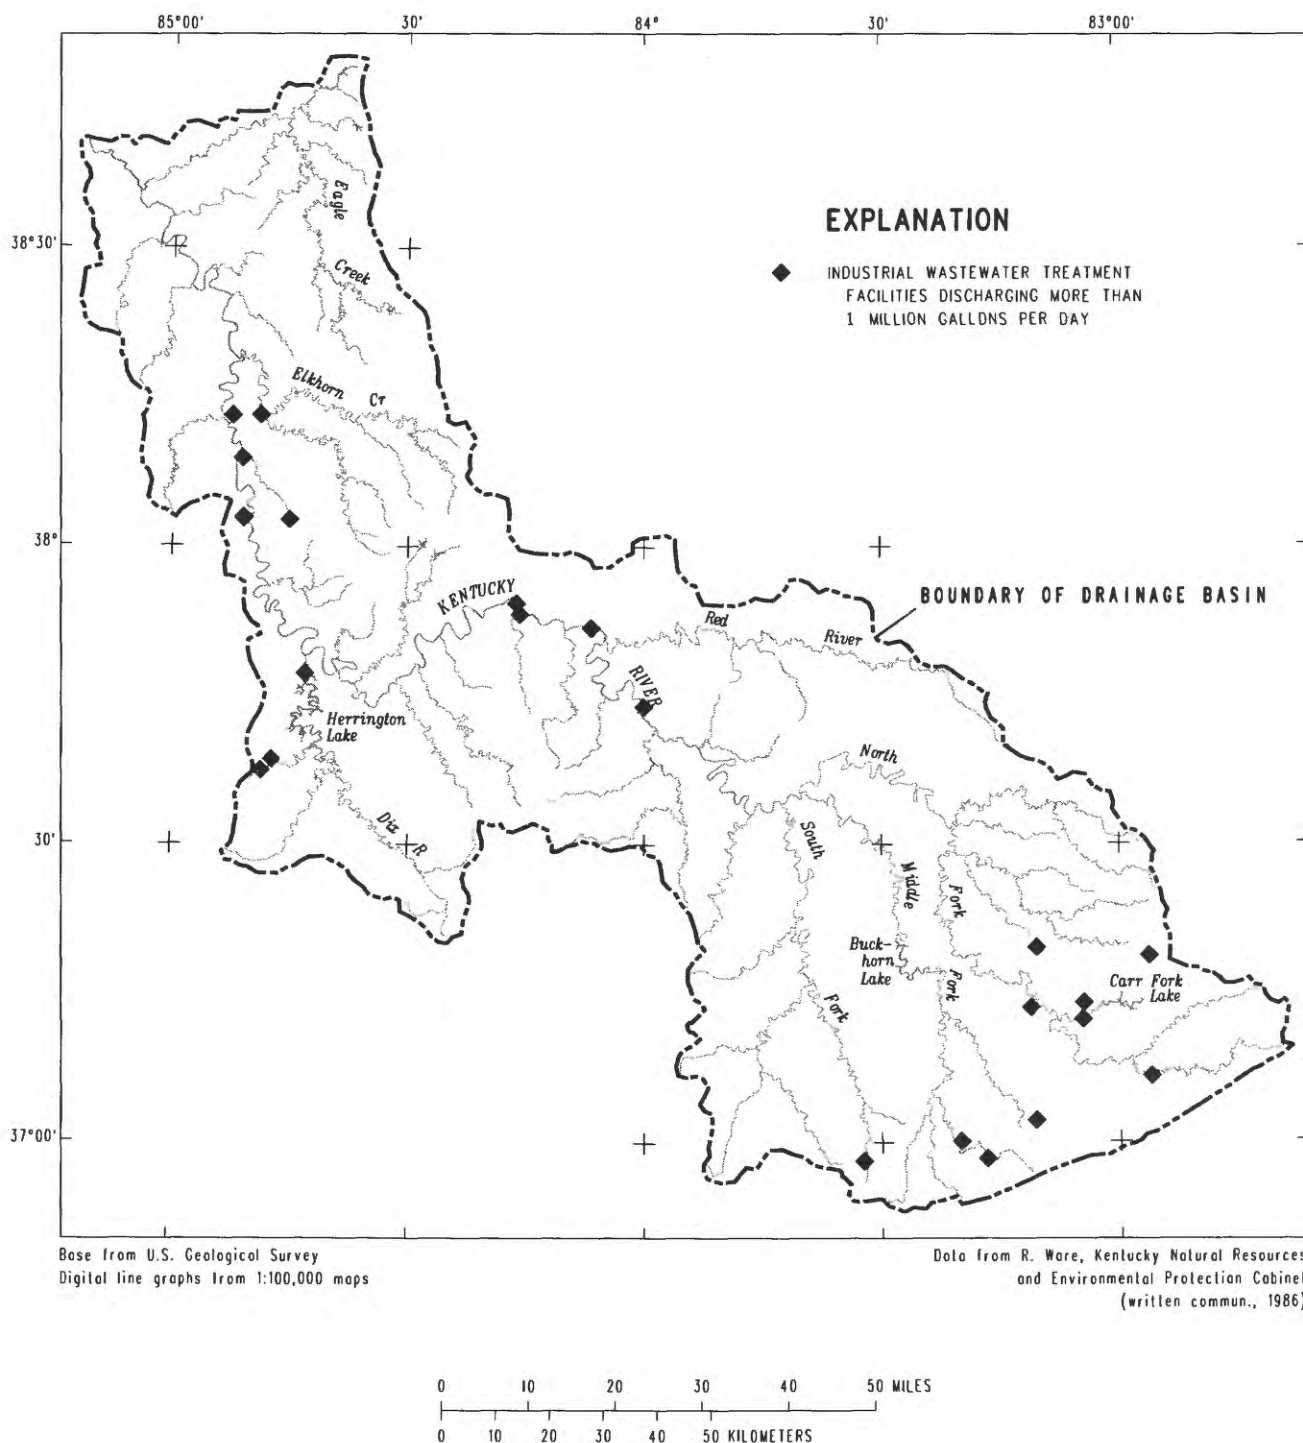 85°00' 30' 84° 30' 83°00'
Eagle
EXPLANATION
38°30'
Creek
INDUSTRIAL WASTEWATER TREATMENT
FACILITIES DISCHARGING MORE THAN
1 MILLION GALLONS PER DAY
Elkhorn Cr
38°
KENTUCKY
BOUNDARY OF DRAINAGE BASIN
Red
River
RIVER
Herrington
Lake
North
Dix R
30'
South
Middle
Fork
Buck-
horn
Lake
Fork
Carr Fork
Lake
Fork
37°00'
Base from U.S. Geological Survey
Digital line graphs from 1:100,000 maps
Data from R. Ware, Kentucky Natural Resources
and Environmental Protection Cabinet
(written commun., 1986)
0 10 20 30 40 50 MILES
0 10 20 30 40 50 KILOMETERS